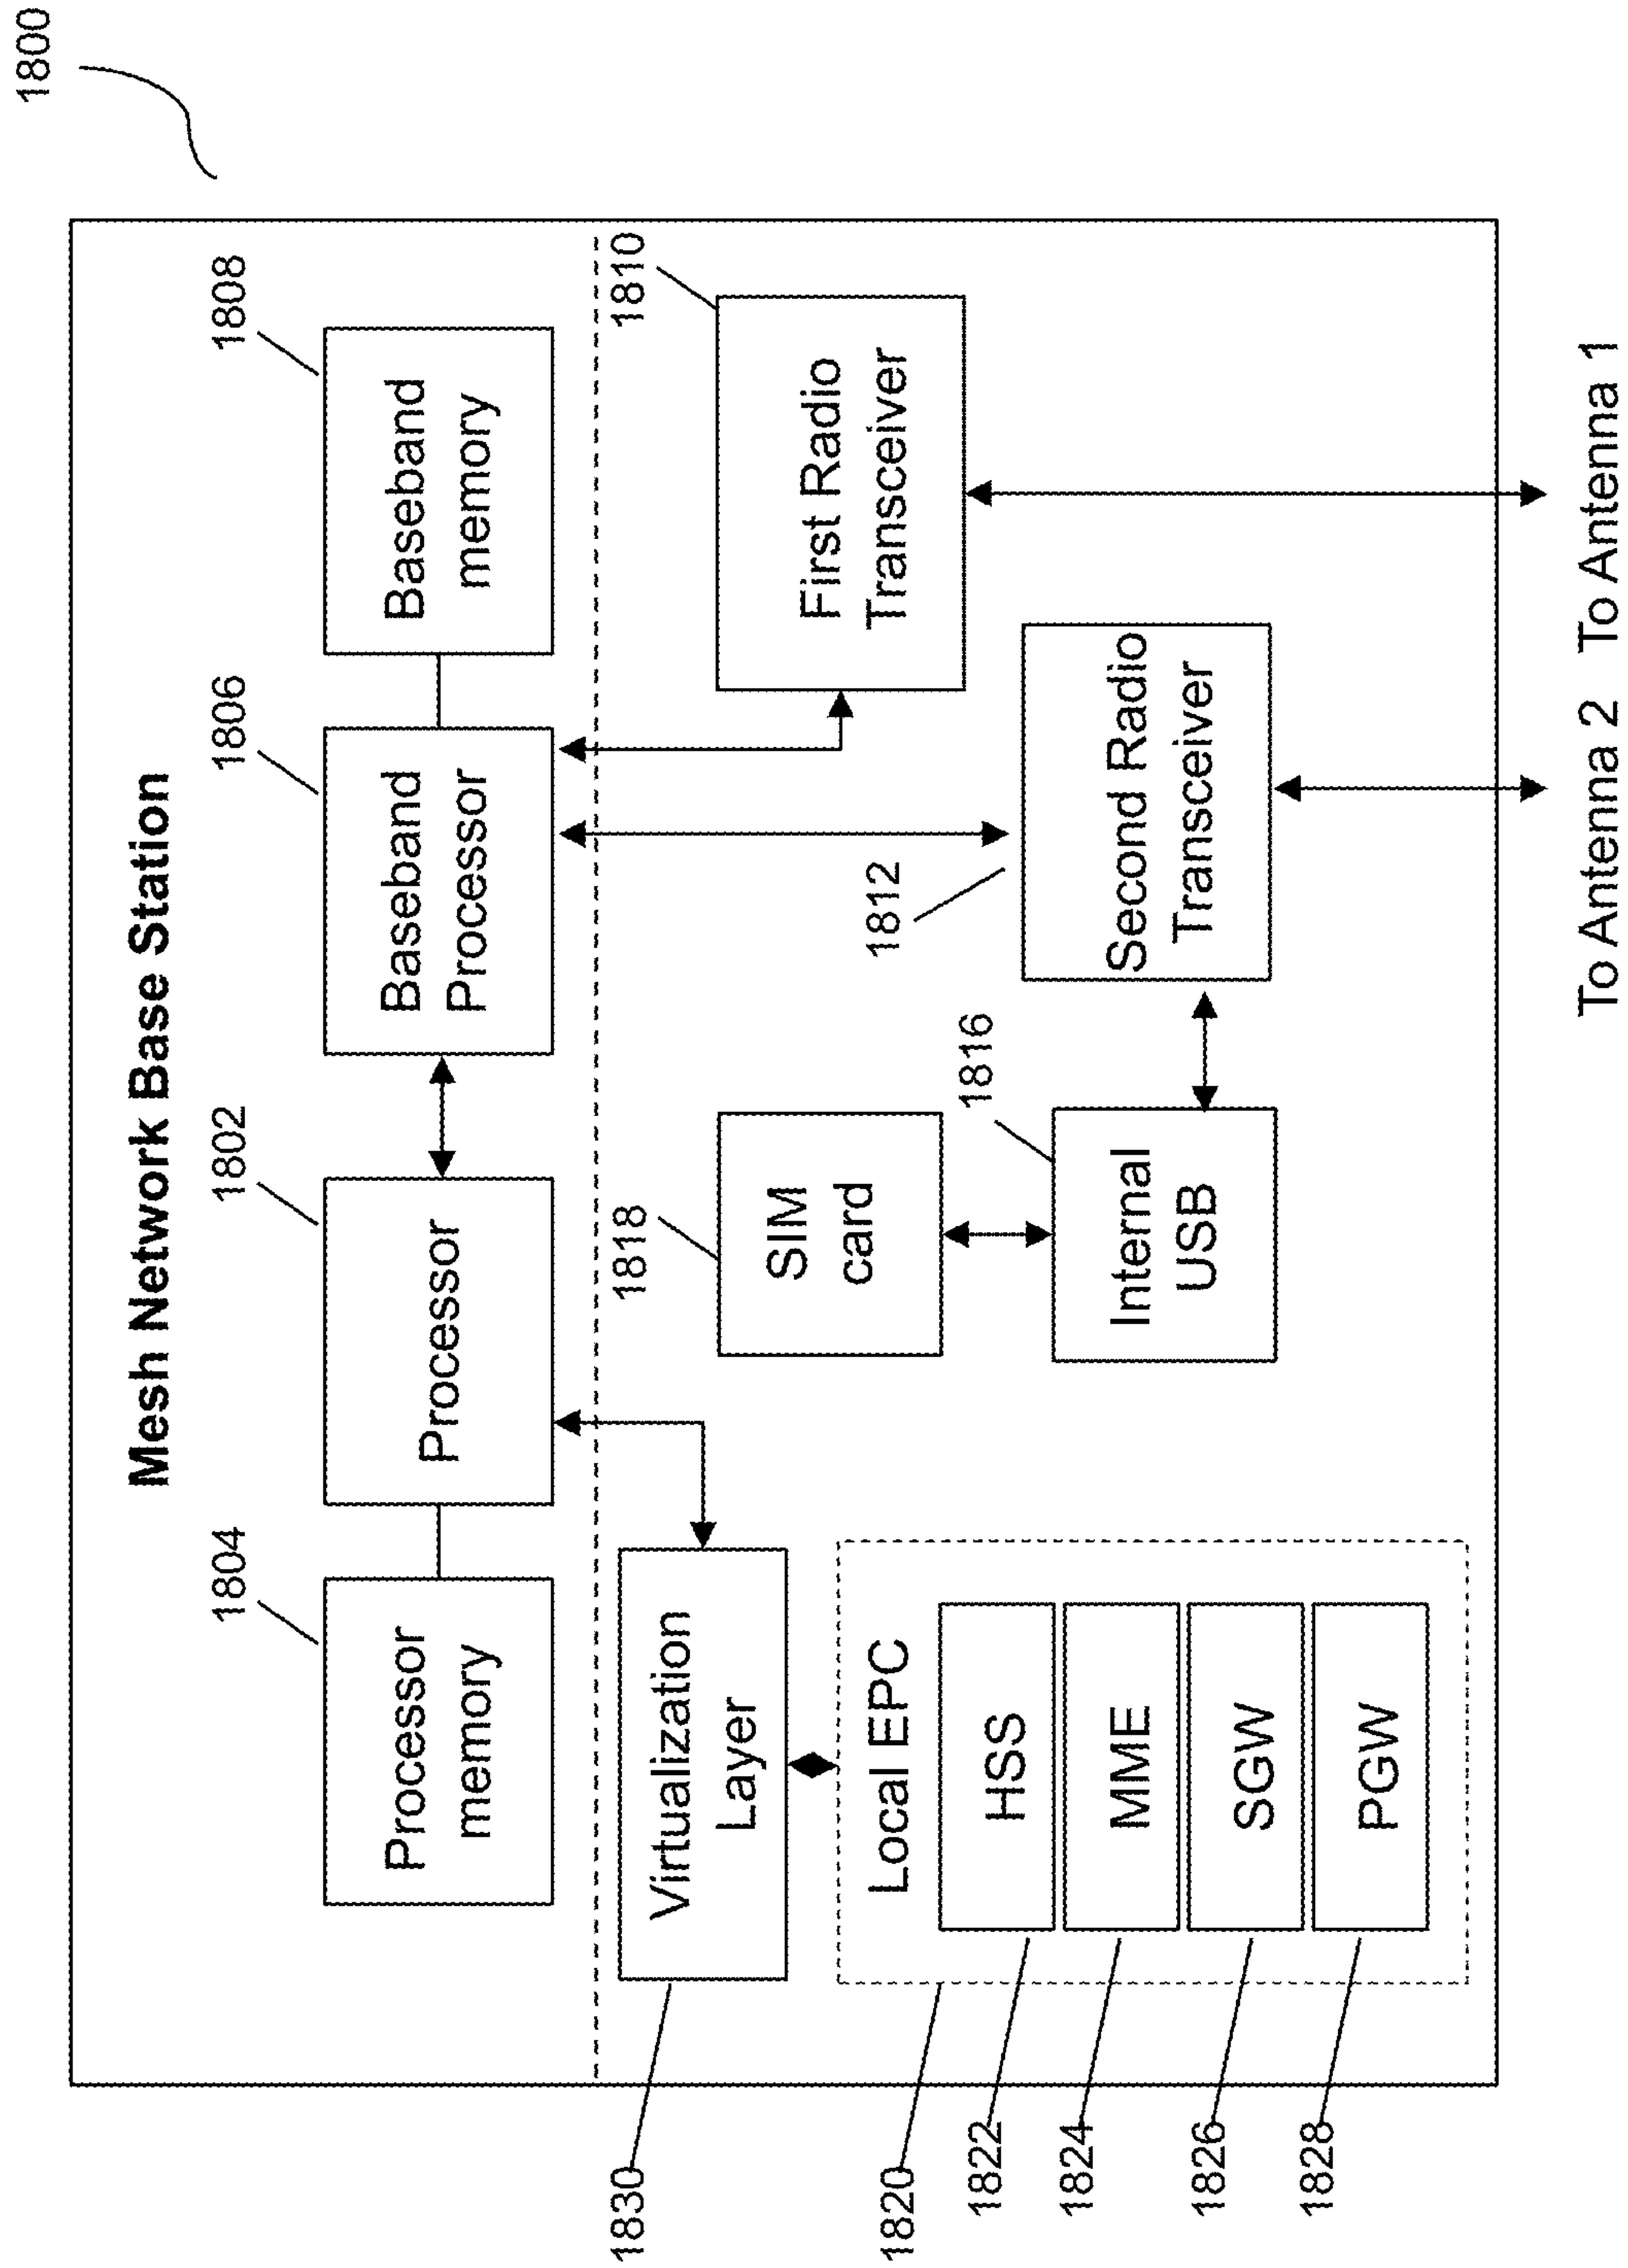 1800
Mesh Network Base Station
1804
1802
1806
1808
Processor
memory
Processor
Baseband
Processor
Baseband
memory
1830
Virtualization
Layer
1818
SIM
card
1812
1810
First Radio
Transceiver
1820
Local EPC
1822
HSS
1824
MME
1826
SGW
1828
PGW
1816
Internal
USB
Second Radio
Transceiver
To Antenna 2
To Antenna 1